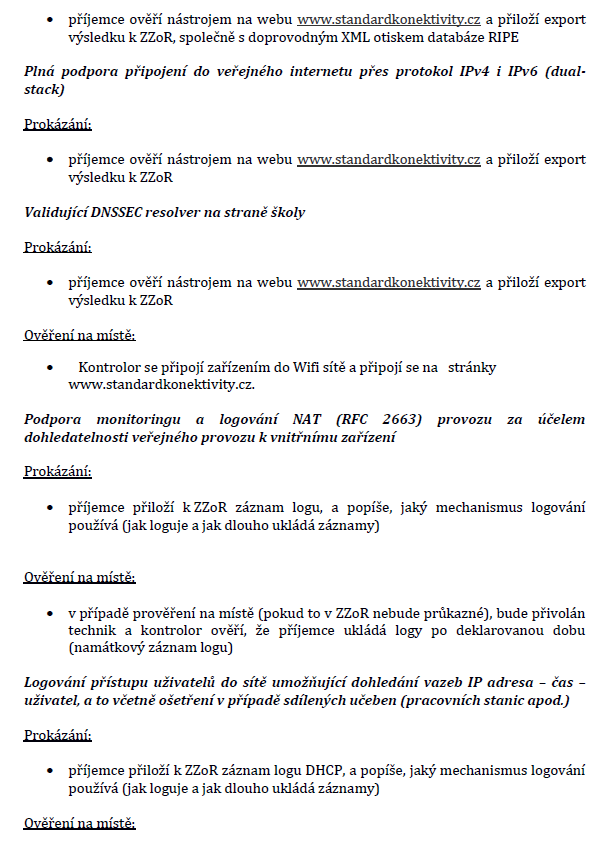 • příjemce ověří nástrojem na webu www.standardkonektivity.cz a přiloží export
výsledku k ZZoR, společně s doprovodným XML otiskem databáze RIPE
Plná podpora připojení do veřejného internetu přes protokol IPv4 i IPv6 (dual-
stack)
Prokázání:
• příjemce ověří nástrojem na webu www.standardkonektivity.cz a přiloží export
výsledku k ZZoR
Validující DNSSEC resolver na straně školy
Prokázání:
• příjemce ověří nástrojem na webu www.standardkonektivity.cz a přiloží export
výsledku k ZZoR
Ověření na místě:
• Kontrolor se připojí zařízením do Wifi sítě a připojí se na stránky
www.standardkonektivity.cz.
Podpora monitoringu a logování NAT (RFC 2663) provozu za účelem
dohledatelnosti veřejného provozu k vnitřnímu zařízení
Prokázání:
• příjemce přiloží k ZZoR záznam logu, a popíše, jaký mechanismus logování
používá (jak loguje a jak dlouho ukládá záznamy)
Ověření na místě:
• v případě prověření na místě (pokud to v ZZoR nebude průkazné), bude přivolán
technik a kontrolor ověří, že příjemce ukládá logy po deklarovanou dobu
(namátkový záznam logu)
Logování přístupu uživatelů do sítě umožňující dohledání vazeb IP adresa – čas –
uživatel, a to včetně ošetření v případě sdílených učeben (pracovních stanic apod.)
Prokázání:
• příjemce přiloží k ZZoR záznam logu DHCP, a popíše, jaký mechanismus logování
používá (jak loguje a jak dlouho ukládá záznamy)
Ověření na místě: